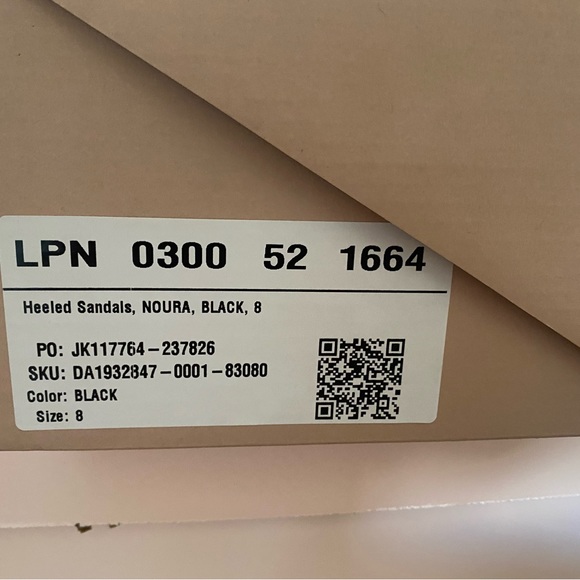 LPN 0300 52 1664
Heeled Sandals, NOURA, BLACK, 8
PO: JK117764-237826
SKU: DA1932847-0001-83080
Color: BLACK
Size: 8